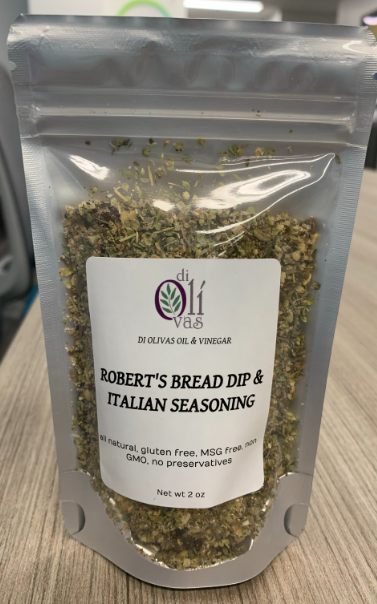 di
Olí
vas
DI OLIVAS OIL & VINEGAR
ROBERT'S BREAD DIP &
ITALIAN SEASONING
all natural, gluten free, MSG free, non
GMO, no preservatives
Net wt 2 oz